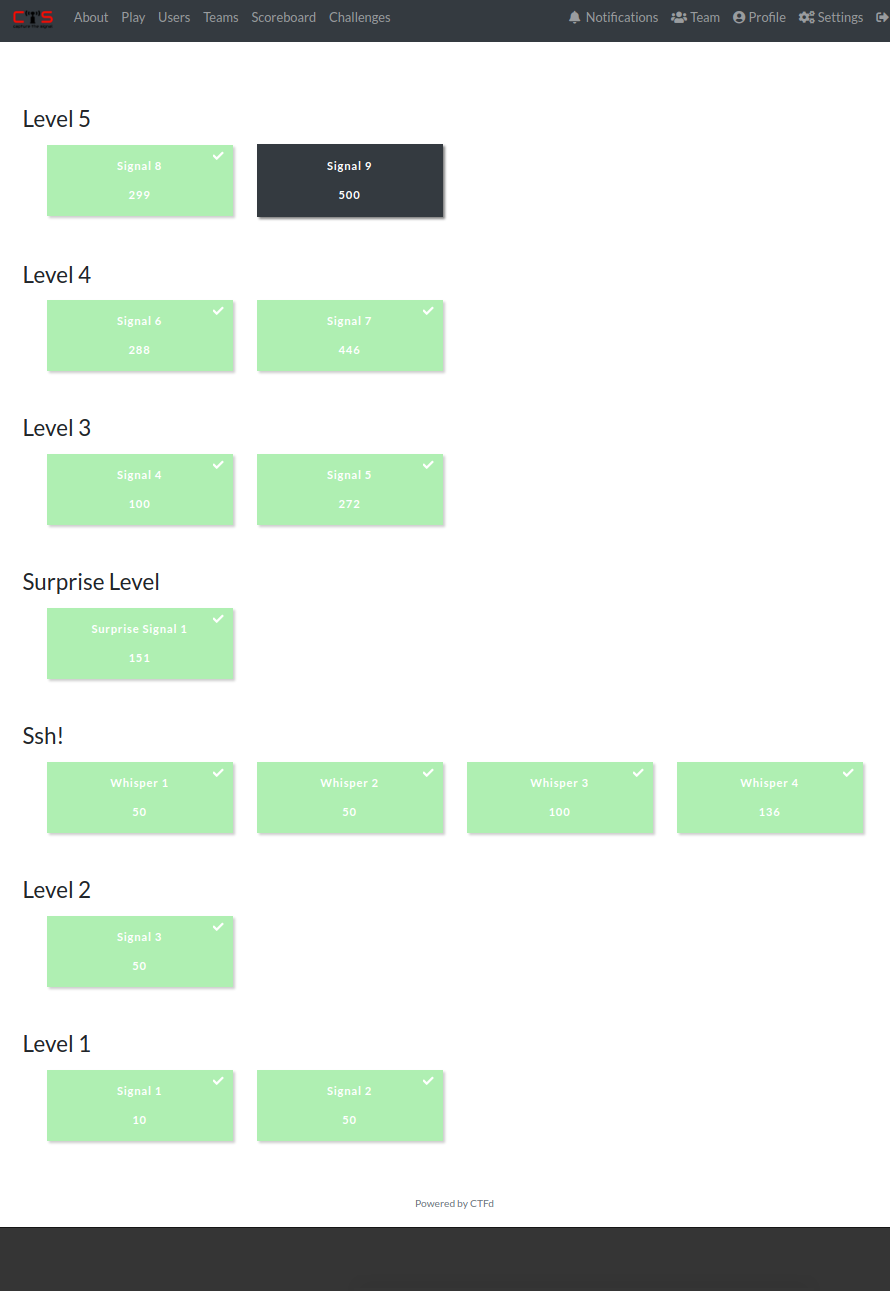 CTS
About Play Users Teams Scoreboard Challenges Notifications Team Profile Settings
Level 5
Signal 8 Signal 9
299 500
Level 4
Signal 6 Signal 7
288 446
Level 3
Signal 4 Signal 5
100 272
Surprise Level
Surprise Signal 1
151
Ssh!
Whisper 1 Whisper 2 Whisper 3 Whisper 4
50 50 100 136
Level 2
Signal 3
50
Level 1
Signal 1 Signal 2
10 50
Powered by CTFd